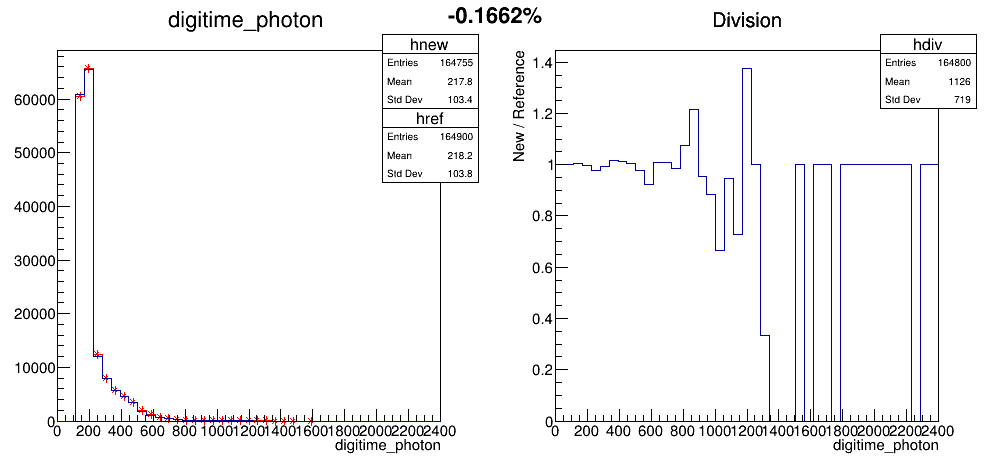 -0.1662%
digitime_photon
hnew
Entries 164755
Mean 217.8
Std Dev 103.4
href
Entries 164900
Mean 218.2
Std Dev 103.8
60000
50000
40000
30000
20000
10000
0
0 200 400 600 800 1000 1200 1400 1600 1800 2000 2200 2400
digitime_photon
Division
hdiv
Entries 164800
Mean 1126
Std Dev 719
New / Reference
1.4
1.2
1
0.8
0.6
0.4
0.2
0
0 200 400 600 800 1000 1200 1400 1600 1800 2000 2200 2400
digitime_photon